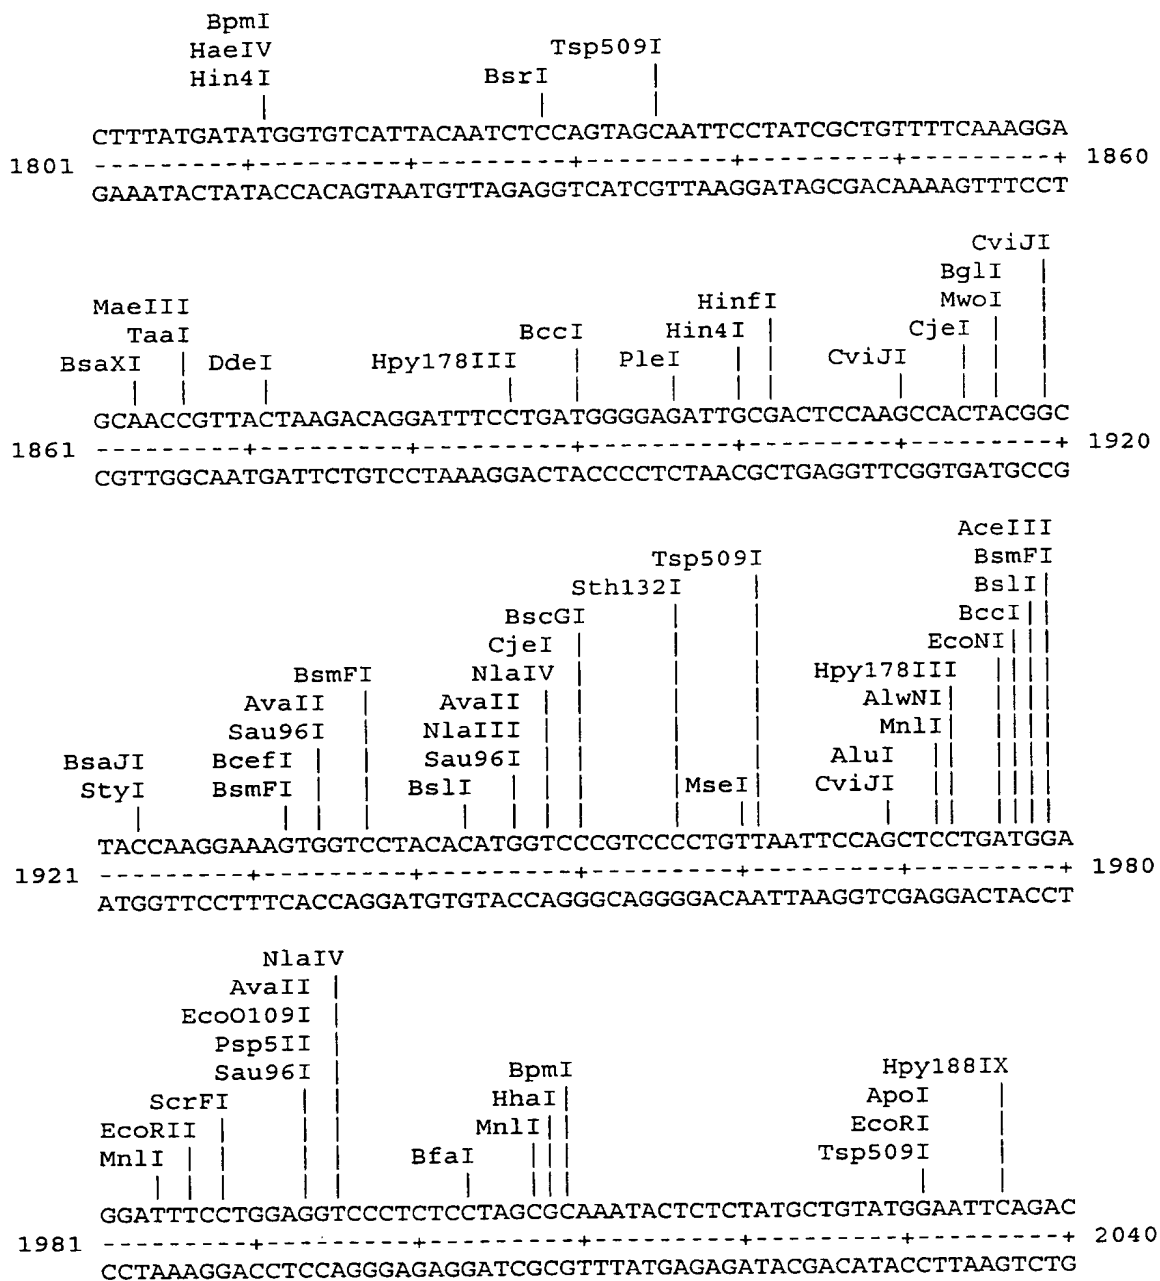 BpmI
HaeIV
Tsp509I
Hin4I
BsrI
CTTTATGATATGGTGTCATTACAATCTCCAGTAGCAATTCCTATCGCTGTTTTCAAAGGA
1801 ---------+---------+---------+---------+---------+---------+ 1860
GAAATACTATACCACAGTAATGTTAGAGGTCATCGTTAAGGATAGCGACAAAAGTTTCCT
CviJI
BglI
MaeIII HinfI MwoI
TaaI BccI Hin4I CjeI
BsaXI DdeI Hpy178III PleI CviJI
GCAACCGTTACTAAGACAGGATTTCCTGATGGGGAGATTGCGACTCCAAGCCACTACGGC
1861 ---------+---------+---------+---------+---------+---------+ 1920
CGTTGGCAATGATTCTGTCCTAAAGGACTACCCCTCTAACGCTGAGGTTCGGTGATGCCG
AceIII
Tsp509I BsmFI
Sth132I BslI
BscGI BccI
CjeI EcoNI
BsmFI NlaIV Hpy178III
AvaII AvaII AlwNI
Sau96I NlaIII MnlI
BsaJI BcefI Sau96I AluI
StyI BsmFI BslI MseI CviJI
TACCAAGGAAAGTGGTCCTACACATGGTCCCGTCCCCTGTTAATTCCAGCTCCTGATGGA
1921 ---------+---------+---------+---------+---------+---------+ 1980
ATGGTTCCTTTCACCAGGATGTGTACCAGGGCAGGGGACAATTAAGGTCGAGGACTACCT
NlaIV
AvaII
EcoO109I
Psp5II
Sau96I BpmI Hpy188IX
ScrFI HhaI ApoI
EcoRII MnlI EcoRI
MnlI BfaI Tsp509I
GGATTTCCTGGAGGTCCCTCTCCTAGCGCAAATACTCTCTATGCTGTATGGAATTCAGAC
1981 ---------+---------+---------+---------+---------+---------+ 2040
CCTAAAGGACCTCCAGGGAGAGGATCGCGTTTATGAGAGATACGACATACCTTAAGTCTG